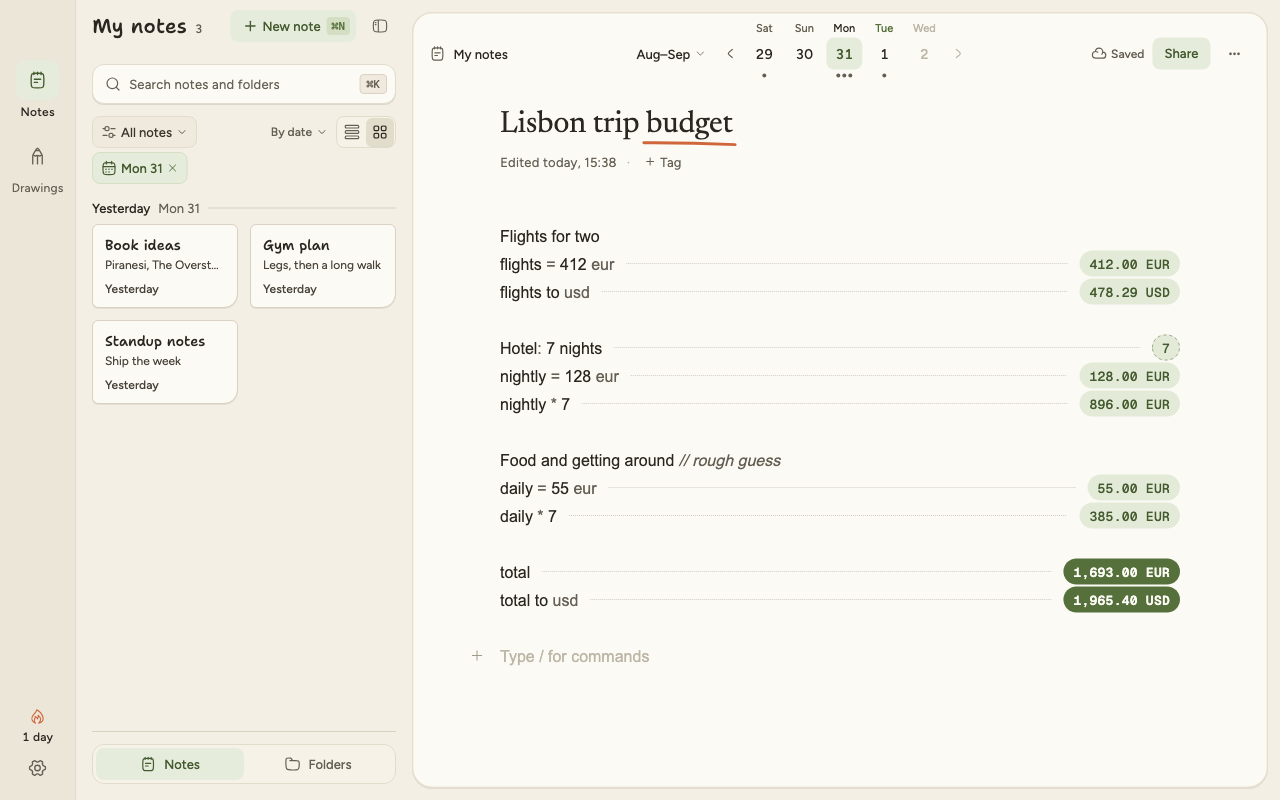 My notes 3
+ New note ⌘N
Notes
Drawings
Search notes and folders ⌘K
All notes
By date
Mon 31 ×
Yesterday Mon 31
Book ideas
Piranesi, The Overst...
Yesterday
Gym plan
Legs, then a long walk
Yesterday
Standup notes
Ship the week
Yesterday
1 day
Notes
Folders
My notes
Aug–Sep
Sat 29
Sun 30
Mon 31
Tue 1
Wed 2
Saved
Share
Lisbon trip budget
Edited today, 15:38 · + Tag
Flights for two
flights = 412 eur 412.00 EUR
flights to usd 478.29 USD
Hotel: 7 nights 7
nightly = 128 eur 128.00 EUR
nightly * 7 896.00 EUR
Food and getting around // rough guess
daily = 55 eur 55.00 EUR
daily * 7 385.00 EUR
total 1,693.00 EUR
total to usd 1,965.40 USD
+ Type / for commands